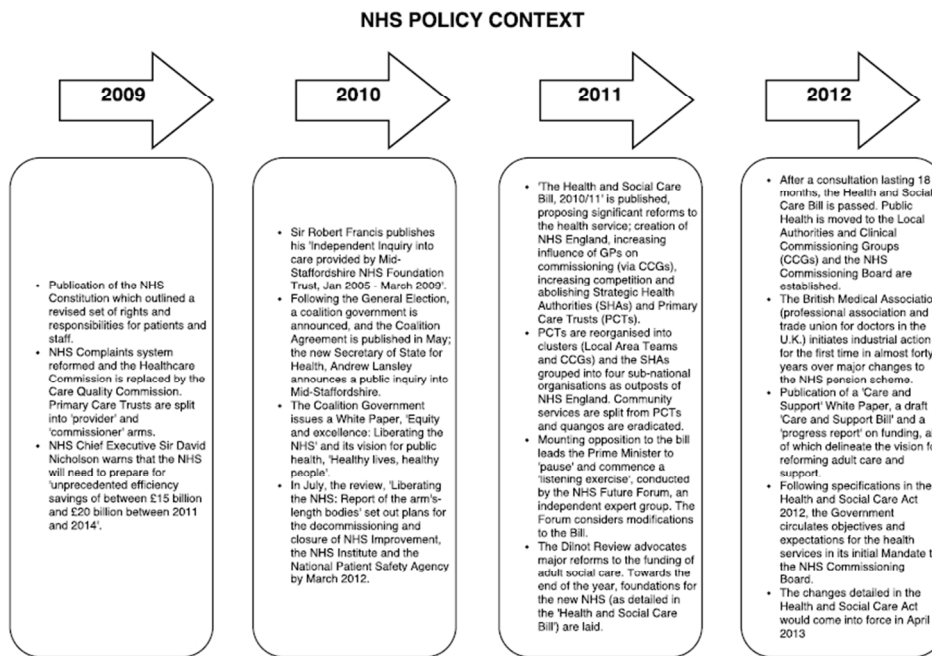 NHS POLICY CONTEXT
2009
2010
2011
2012
• Publication of the NHS
Constitution which outlined a
revised set of rights and
responsibilities for patients and
staff.
• NHS Complaints system
reformed and the Healthcare
Commission is replaced by the
Care Quality Commission.
Primary Care Trusts are split
into 'provider' and
'commissioner' arms.
• NHS Chief Executive Sir David
Nicholson warns that the NHS
will need to prepare for
'unprecedented efficiency
savings of between £15 billion
and £20 billion between 2011
and 2014'.
• Sir Robert Francis publishes
his 'Independent Inquiry into
care provided by Mid-
Staffordshire NHS Foundation
Trust, Jan 2005 - March 2009'.
• Following the General Election,
a coalition government is
announced, and the Coalition
Agreement is published in May;
the new Secretary of State for
Health, Andrew Lansley
announces a public inquiry into
Mid-Staffordshire.
• The Coalition Government
issues a White Paper, 'Equity
and excellence: Liberating the
NHS' and its vision for public
health, 'Healthy lives, healthy
people'.
• In July, the review, 'Liberating
the NHS: Report of the arm's-
length bodies' set out plans for
the decommissioning and
closure of NHS Improvement,
the NHS Institute and the
National Patient Safety Agency
by March 2012.
• 'The Health and Social Care
Bill, 2010/11' is published,
proposing significant reforms to
the health service; creation of
NHS England, increasing
influence of GPs on
commissioning (via CCGs),
increasing competition and
abolishing Strategic Health
Authorities (SHAs) and Primary
Care Trusts (PCTs).
• PCTs are reorganised into
clusters (Local Area Teams
and CCGs) and the SHAs
grouped into four sub-national
organisations as outposts of
NHS England. Community
services are split from PCTs
and quangos are eradicated.
• Mounting opposition to the bill
leads the Prime Minister to
'pause' and commence a
'listening exercise', conducted
by the NHS Future Forum, an
independent expert group. The
Forum considers modifications
to the Bill.
• The Dilnot Review advocates
major reforms to the funding of
adult social care. Towards the
end of the year, foundations for
the new NHS (as detailed in
the 'Health and Social Care
Bill') are laid.
• After a consultation lasting 18
months, the Health and Social
Care Bill is passed. Public
Health is moved to the Local
Authorities and Clinical
Commissioning Groups
(CCGs) and the NHS
Commissioning Board are
established.
• The British Medical Associatio
(professional association and
trade union for doctors in the
U.K.) initiates industrial action
for the first time in almost forty
years over major changes to
the NHS pension scheme.
• Publication of a 'Care and
Support' White Paper, a draft
'Care and Support Bill' and a
'progress report' on funding, al
of which delineate the vision fo
reforming adult care and
support.
• Following specifications in the
Health and Social Care Act
2012, the Government
circulates objectives and
expectations for the health
services in its initial Mandate t
the NHS Commissioning
Board.
• The changes detailed in the
Health and Social Care Act
would come into force in April
2013